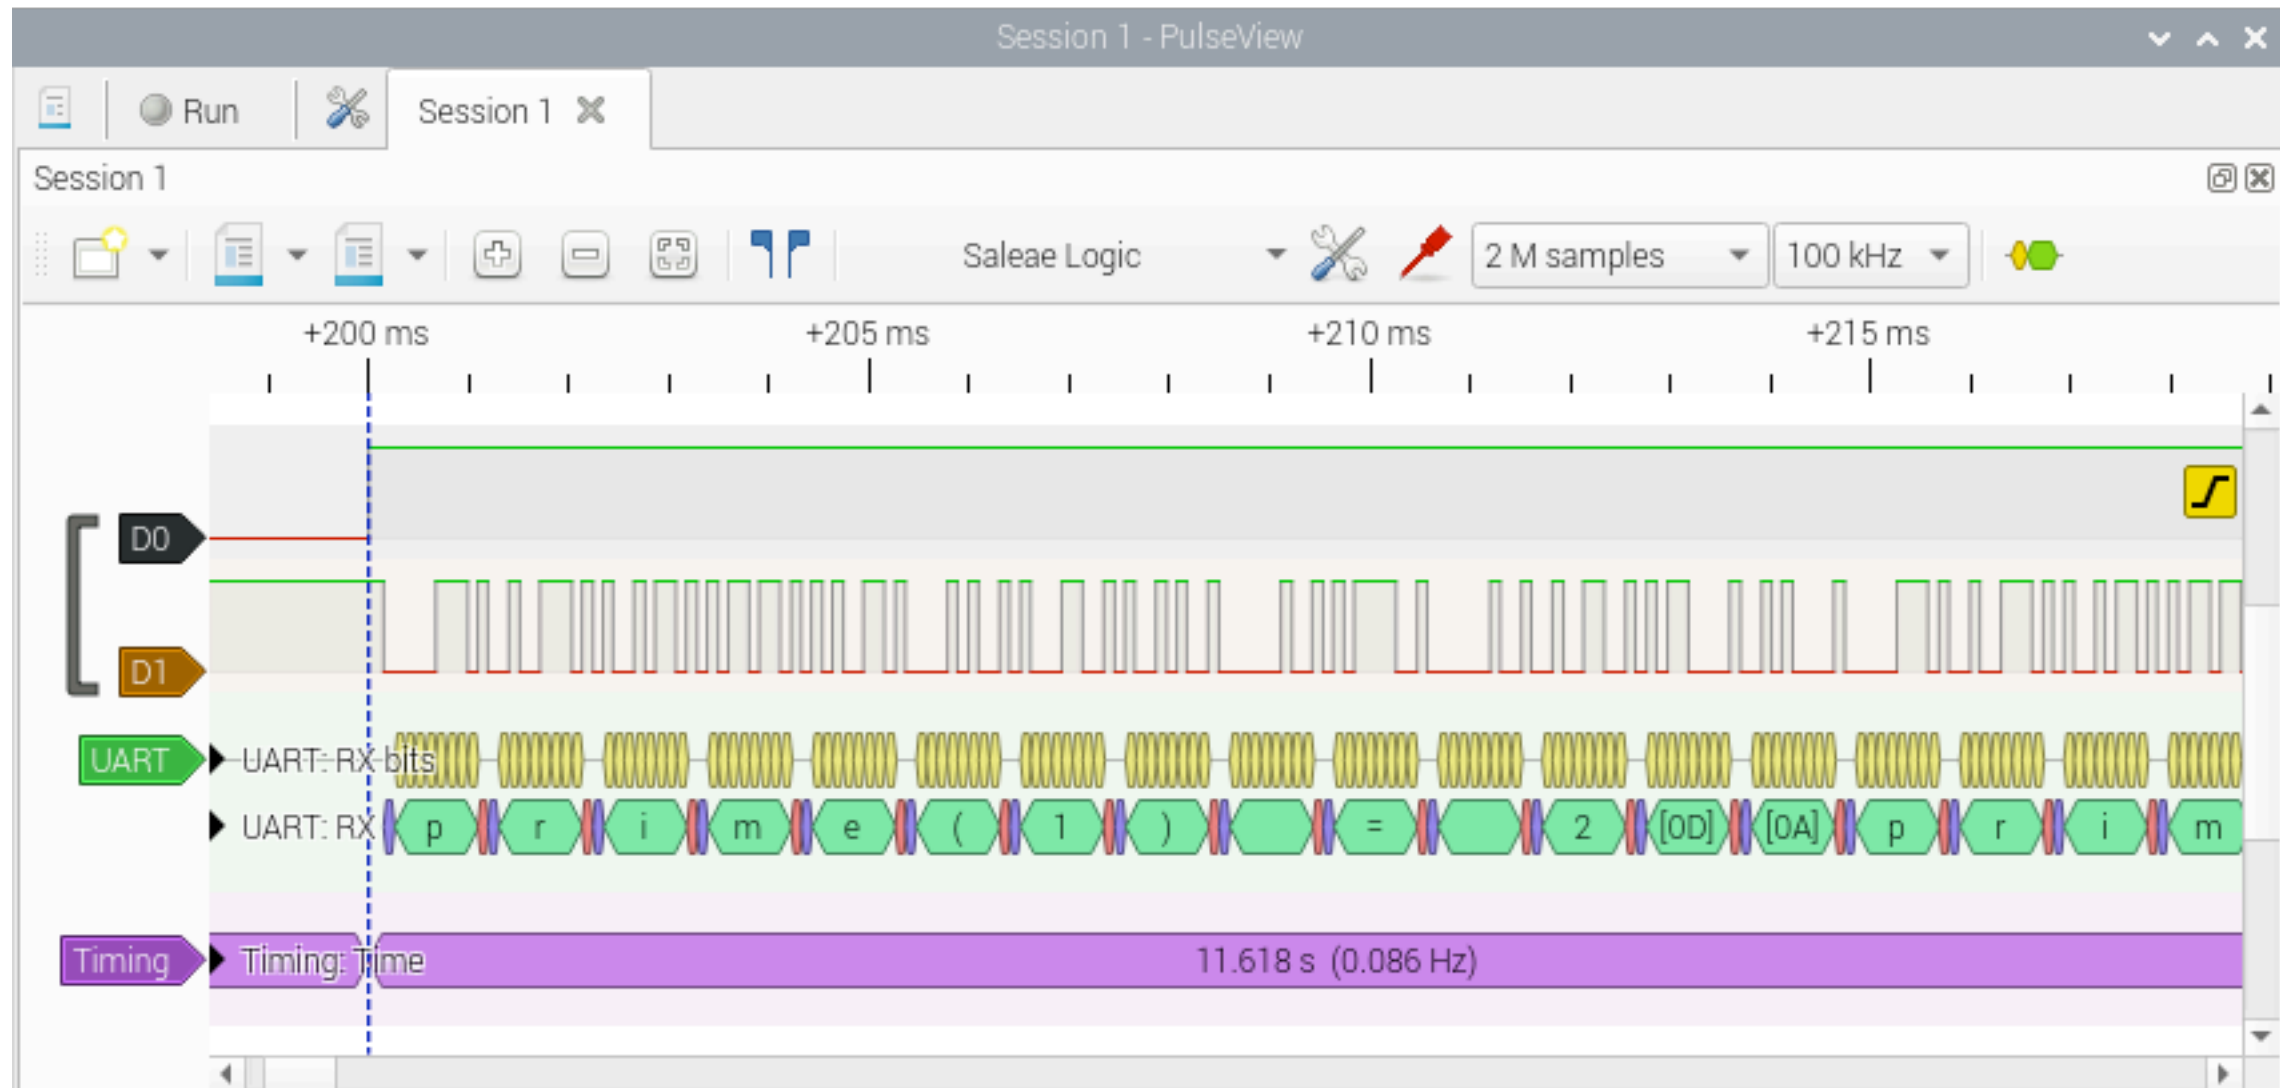 Session 1 - PulseView
Run Session 1
Session 1
Saleae Logic 2 M samples 100 kHz
+200 ms +205 ms +210 ms +215 ms
D0
D1
UART UART: RX bits
UART: RX p r i m e ( 1 ) = 2 [0D] [0A] p r i m
Timing Timing: Time 11.618 s (0.086 Hz)